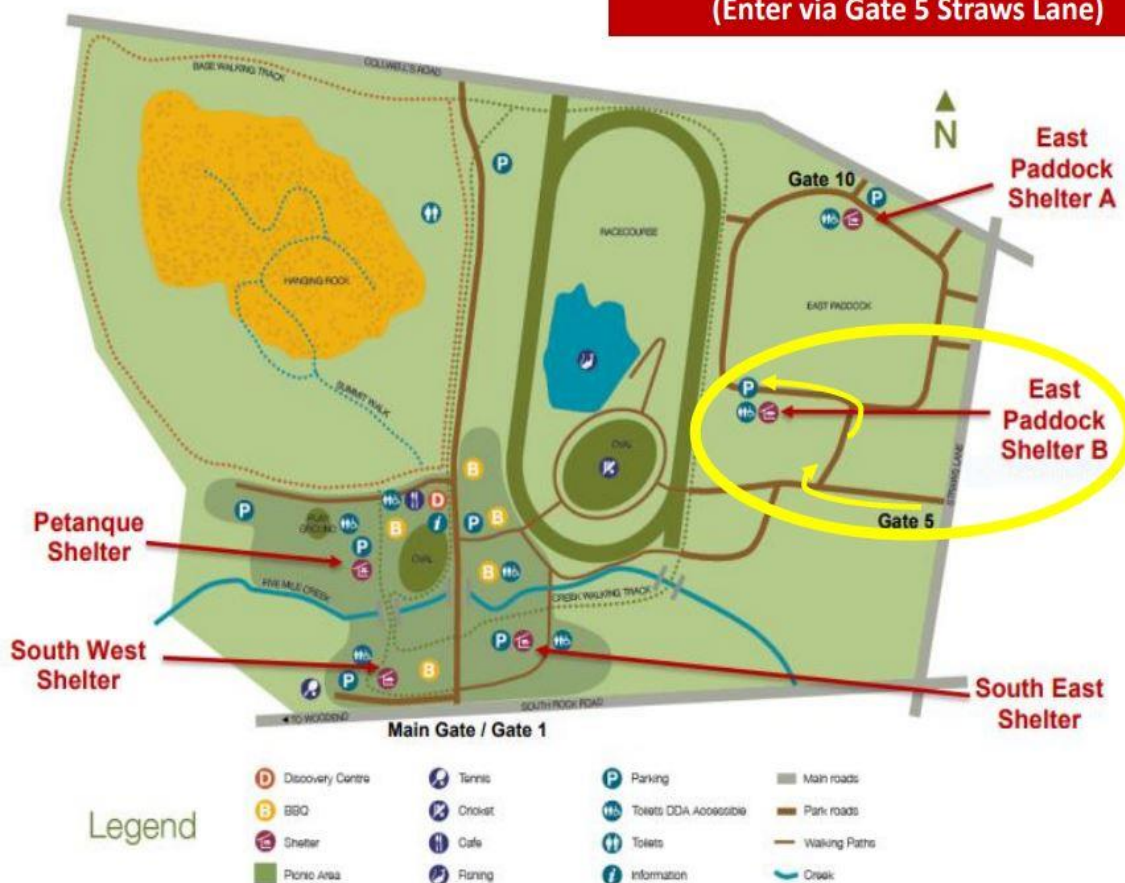 (Enter via Gate 5 Straws Lane)
COLLWELL'S ROAD
BASE WALKING TRACK
N
East
Paddock
Shelter A
Gate 10
P
P
RACECOURSE
HANGING ROCK
EAST PADDOCK
SUMMIT WALK
P
East
Paddock
Shelter B
OVAL
STRAWS LANE
B
D
P
PLAY
GROUND
B
i
P
B
Gate 5
Petanque
Shelter
P
OVAL
B
FIVE MILE CREEK
CREEK WALKING TRACK
South West
Shelter
P
P
B
South East
Shelter
SOUTH ROCK ROAD
TO WOODEND
Main Gate / Gate 1
Legend
D Discovery Centre
B BBQ
Shelter
Picnic Area
Tennis
Cricket
Cafe
Fishing
P Parking
Toilets DDA Accessible
Toilets
i Information
Main roads
Park roads
Walking Paths
Creek